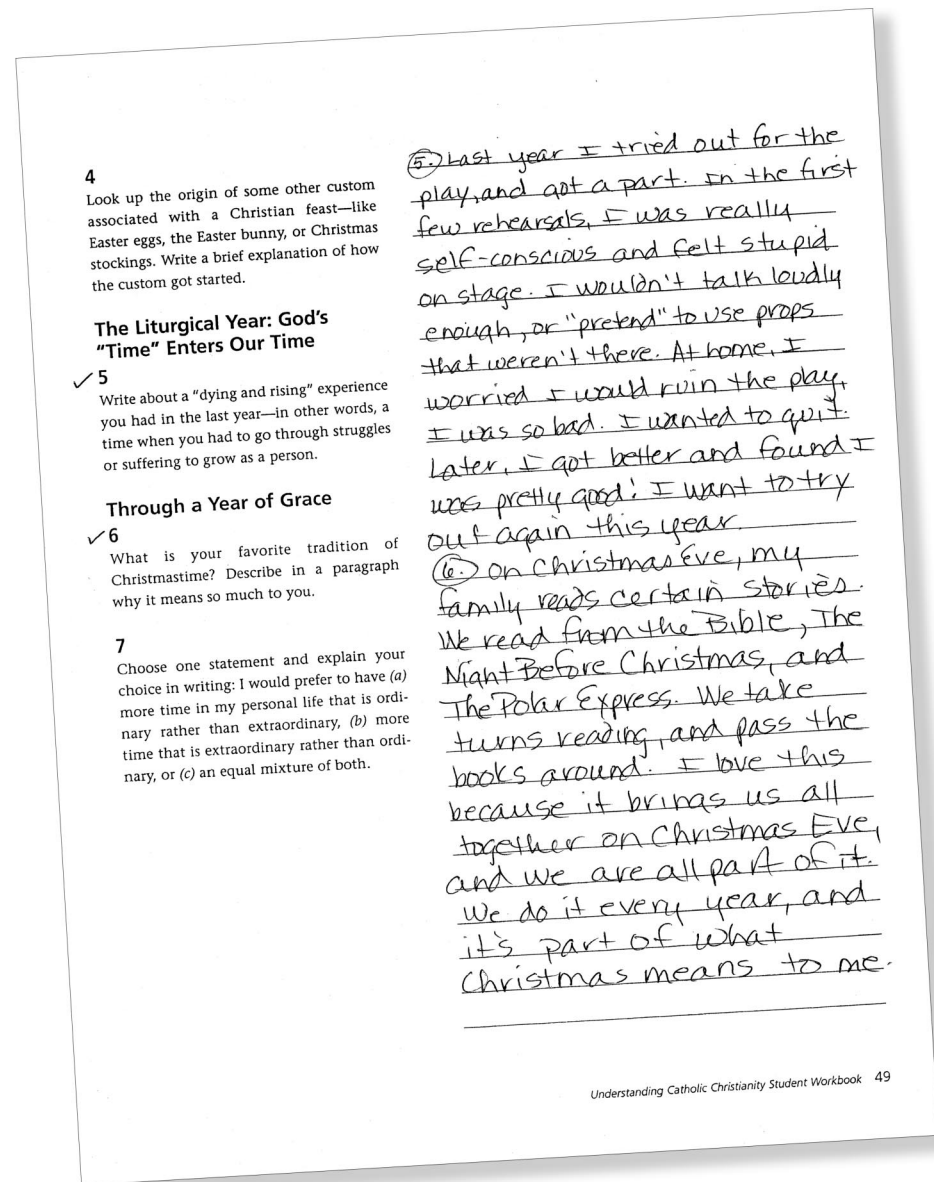 4
Look up the origin of some other custom
associated with a Christian feast—like
Easter eggs, the Easter bunny, or Christmas
stockings. Write a brief explanation of how
the custom got started.
The Liturgical Year: God's
"Time" Enters Our Time
✓ 5
Write about a "dying and rising" experience
you had in the last year—in other words, a
time when you had to go through struggles
or suffering to grow as a person.
Through a Year of Grace
✓ 6
What is your favorite tradition of
Christmastime? Describe in a paragraph
why it means so much to you.
7
Choose one statement and explain your
choice in writing: I would prefer to have (a)
more time in my personal life that is ordi-
nary rather than extraordinary, (b) more
time that is extraordinary rather than ordi-
nary, or (c) an equal mixture of both.
5. Last year I tried out for the
play, and got a part. In the first
few rehearsals, I was really
self-conscious and felt stupid
on stage. I wouldn't talk loudly
enough, or "pretend" to use props
that weren't there. At home, I
worried I would ruin the play,
I was so bad. I wanted to quit.
Later, I got better and found I
was pretty good! I want to try
out again this year.
6. On Christmas Eve, my
family reads certain stories.
We read from the Bible, The
Night Before Christmas, and
The Polar Express. We take
turns reading, and pass the
books around. I love this
because it brings us all
together on Christmas Eve,
and we are all part of it.
We do it every year, and
it's part of what
Christmas means to me.
Understanding Catholic Christianity Student Workbook 49